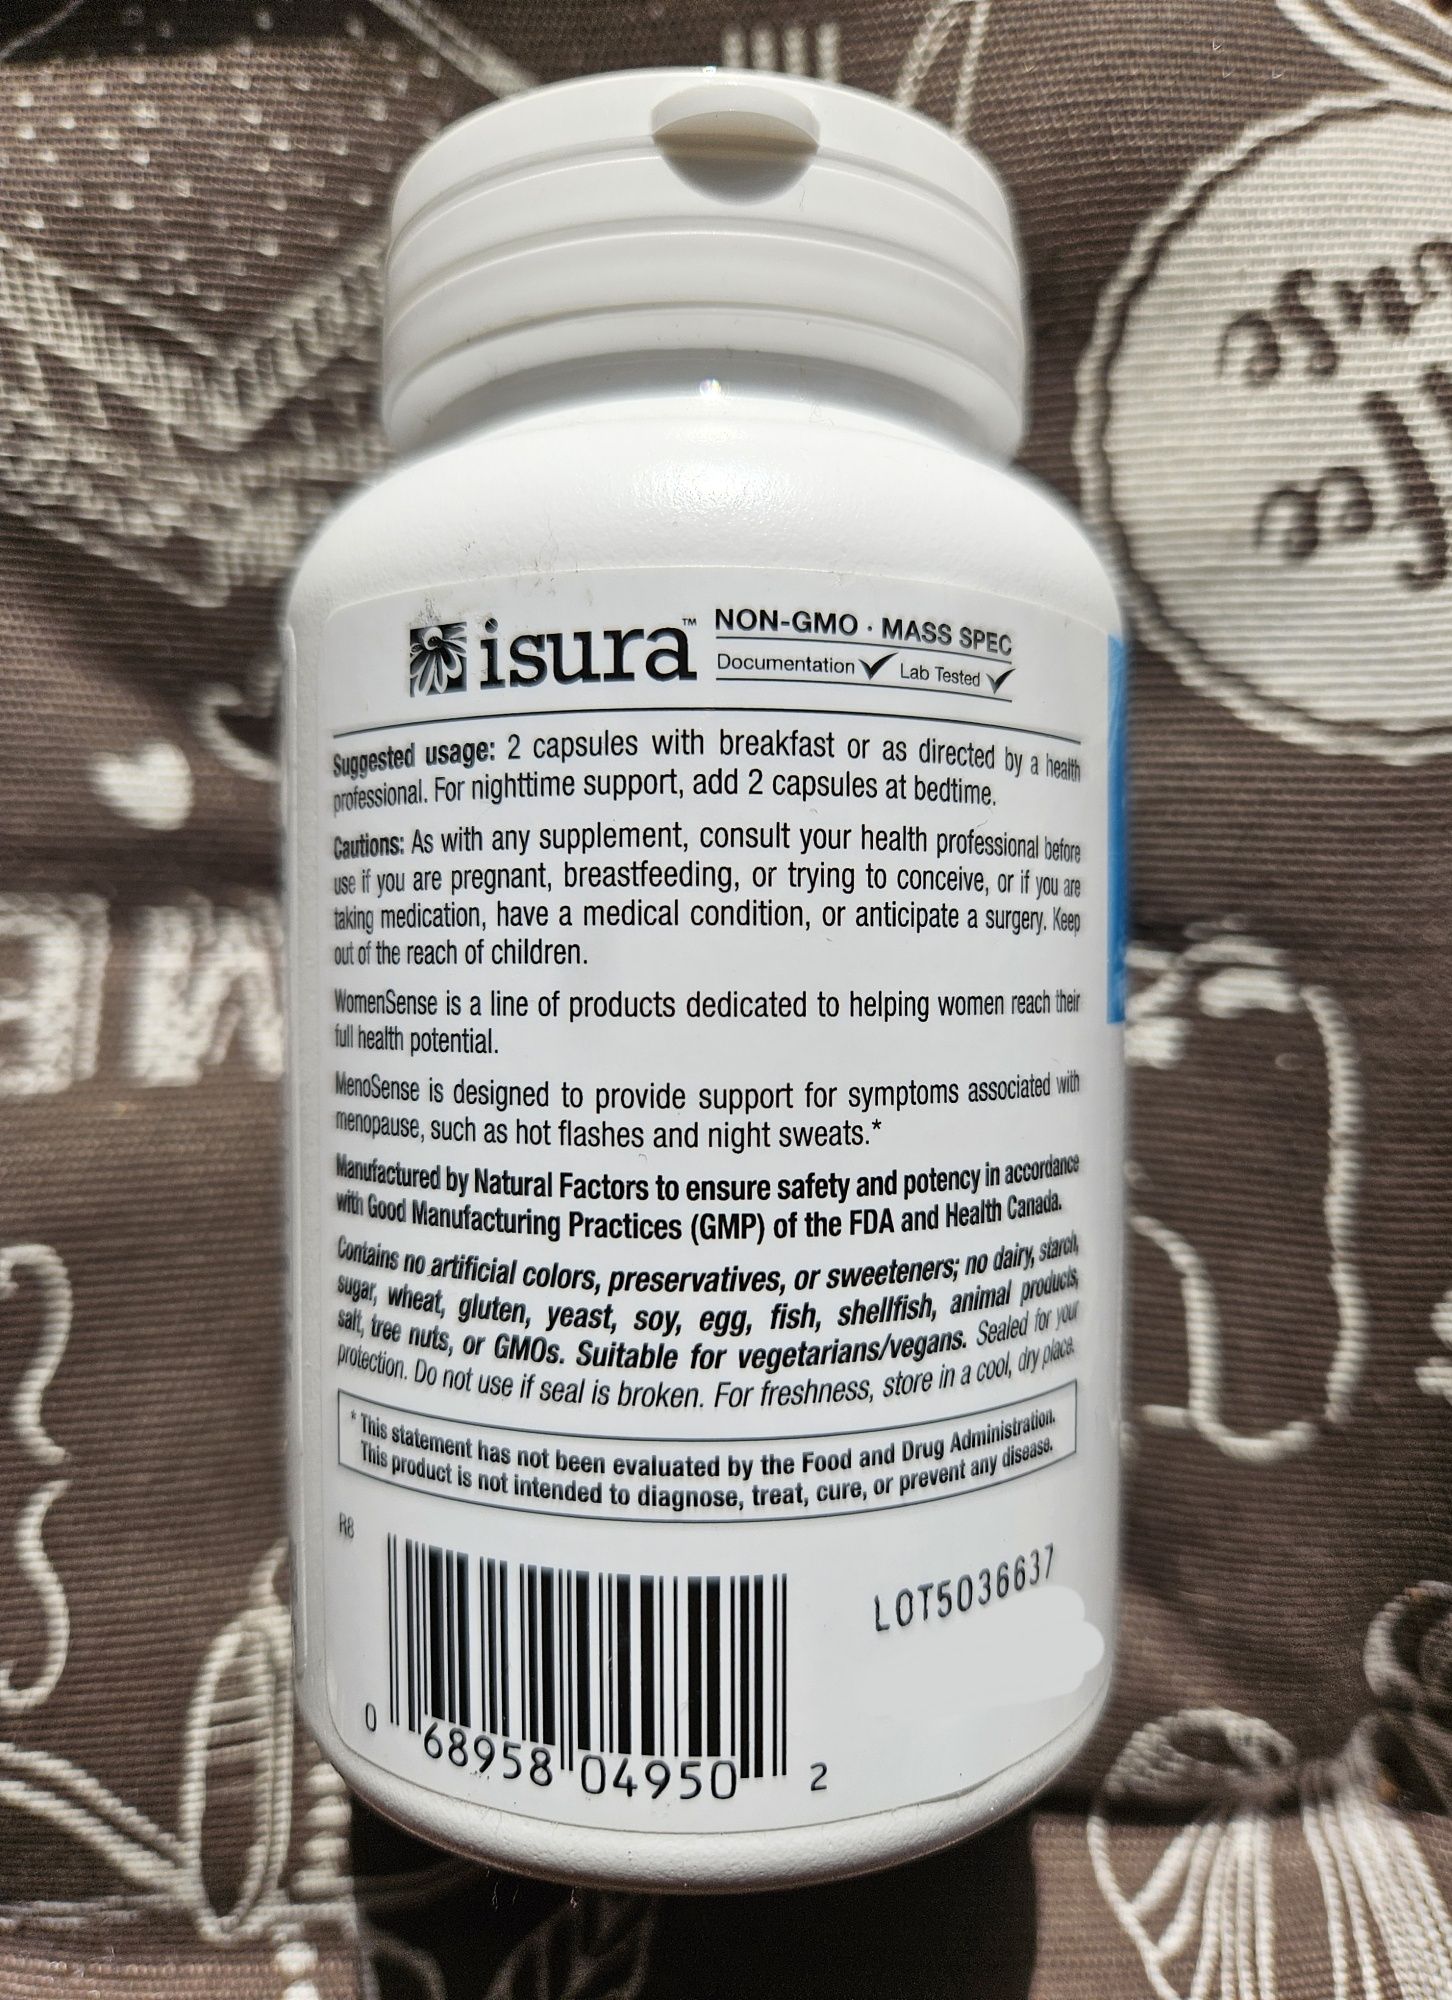 isura™ NON-GMO · MASS SPEC
Documentation ✓ Lab Tested ✓
Suggested usage: 2 capsules with breakfast or as directed by a health
professional. For nighttime support, add 2 capsules at bedtime.
Cautions: As with any supplement, consult your health professional before
use if you are pregnant, breastfeeding, or trying to conceive, or if you are
taking medication, have a medical condition, or anticipate a surgery. Keep
out of the reach of children.
WomenSense is a line of products dedicated to helping women reach their
full health potential.
MenoSense is designed to provide support for symptoms associated with
menopause, such as hot flashes and night sweats.*
Manufactured by Natural Factors to ensure safety and potency in accordance
with Good Manufacturing Practices (GMP) of the FDA and Health Canada.
Contains no artificial colors, preservatives, or sweeteners; no dairy, starch,
sugar, wheat, gluten, yeast, soy, egg, fish, shellfish, animal products,
salt, tree nuts, or GMOs. Suitable for vegetarians/vegans. Sealed for your
protection. Do not use if seal is broken. For freshness, store in a cool, dry place.
* This statement has not been evaluated by the Food and Drug Administration.
This product is not intended to diagnose, treat, cure, or prevent any disease.
R8
LOT5036637
0 68958 04950 2